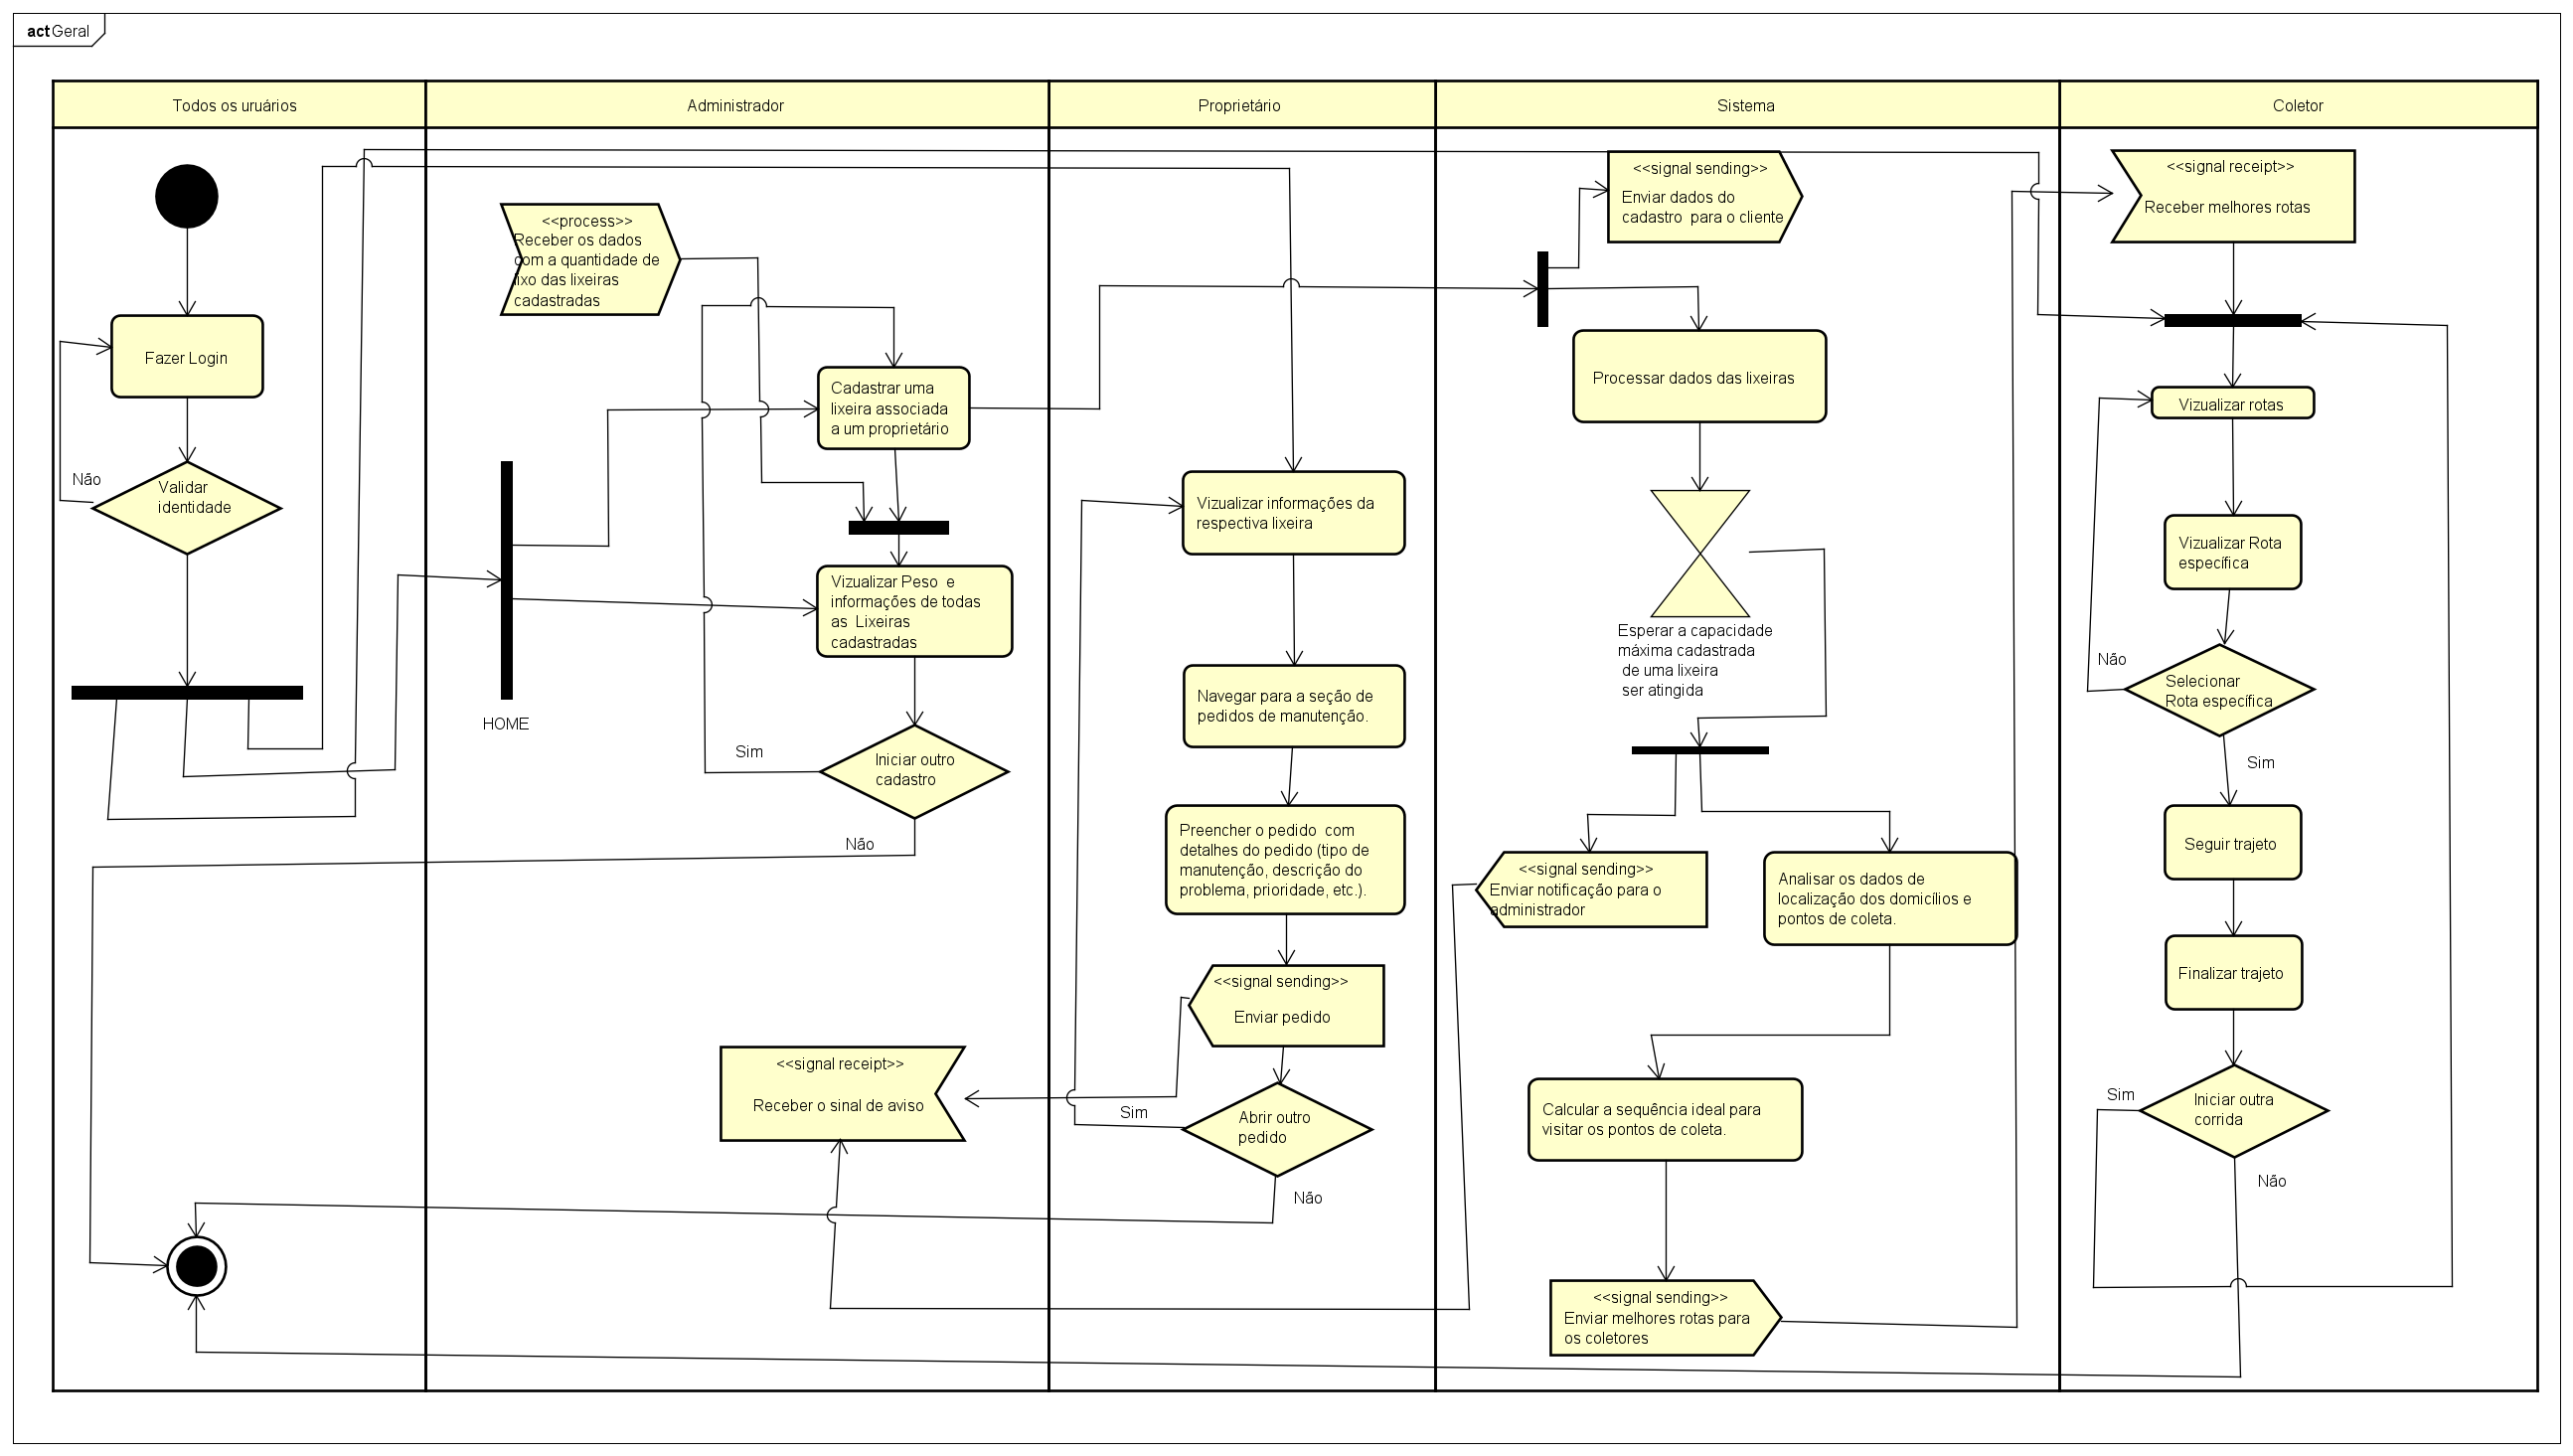 act Geral
Todos os uruários
Administrador
Proprietário
Sistema
Coletor
Fazer Login
Não
Validar
identidade
<<process>>
Receber os dados
com a quantidade de
lixo das lixeiras
cadastradas
Cadastrar uma
lixeira associada
a um proprietário
HOME
Vizualizar Peso e
informações de todas
as Lixeiras
cadastradas
Sim
Iniciar outro
cadastro
Não
<<signal receipt>>
Receber o sinal de aviso
Vizualizar informações da
respectiva lixeira
Navegar para a seção de
pedidos de manutenção.
Preencher o pedido com
detalhes do pedido (tipo de
manutenção, descrição do
problema, prioridade, etc.).
<<signal sending>>
Enviar pedido
Sim
Abrir outro
pedido
Não
<<signal sending>>
Enviar dados do
cadastro para o cliente
Processar dados das lixeiras
Esperar a capacidade
máxima cadastrada
de uma lixeira
ser atingida
<<signal sending>>
Enviar notificação para o
administrador
Analisar os dados de
localização dos domicílios e
pontos de coleta.
Calcular a sequência ideal para
visitar os pontos de coleta.
<<signal sending>>
Enviar melhores rotas para
os coletores
<<signal receipt>>
Receber melhores rotas
Vizualizar rotas
Vizualizar Rota
específica
Não
Selecionar
Rota específica
Sim
Seguir trajeto
Finalizar trajeto
Sim
Iniciar outra
corrida
Não